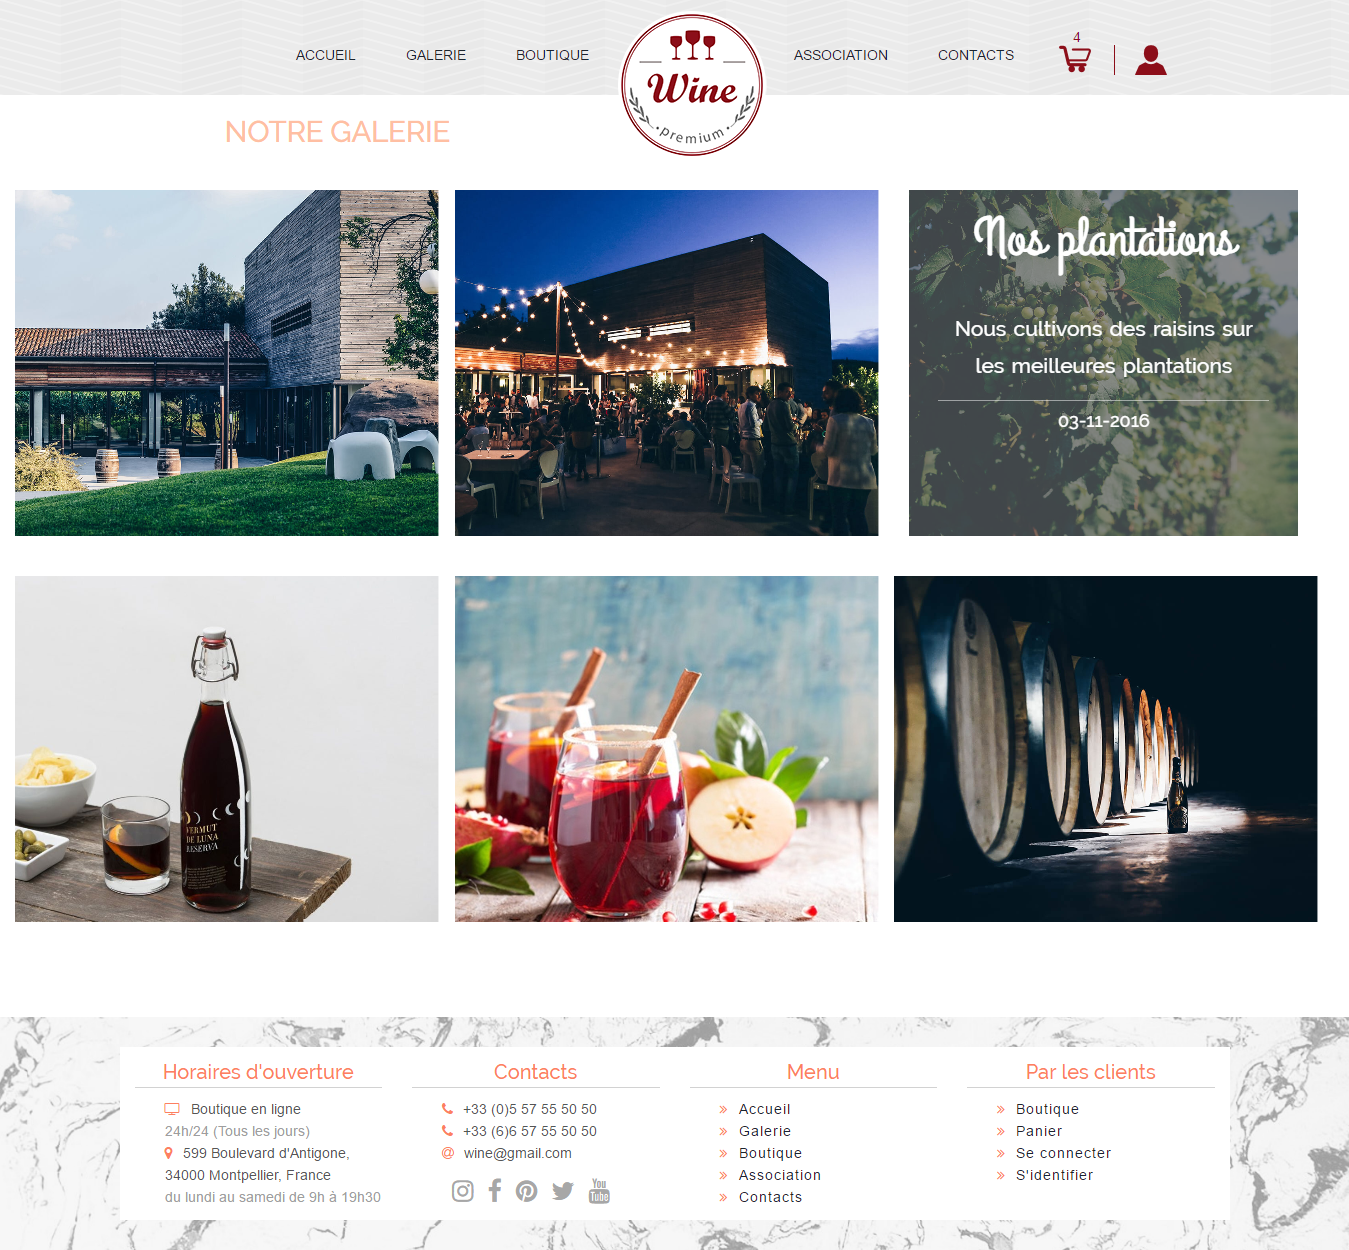 ACCUEIL GALERIE BOUTIQUE ASSOCIATION CONTACTS 4
Wine
premium
NOTRE GALERIE
Nos plantations
Nous cultivons des raisins sur
les meilleures plantations
03-11-2016
VERMUT
DE LUNA
RESERVA
Horaires d'ouverture
Boutique en ligne
24h/24 (Tous les jours)
599 Boulevard d'Antigone,
34000 Montpellier, France
du lundi au samedi de 9h à 19h30
Contacts
+33 (0)5 57 55 50 50
+33 (6)6 57 55 50 50
wine@gmail.com
You
Tube
Menu
Accueil
Galerie
Boutique
Association
Contacts
Par les clients
Boutique
Panier
Se connecter
S'identifier